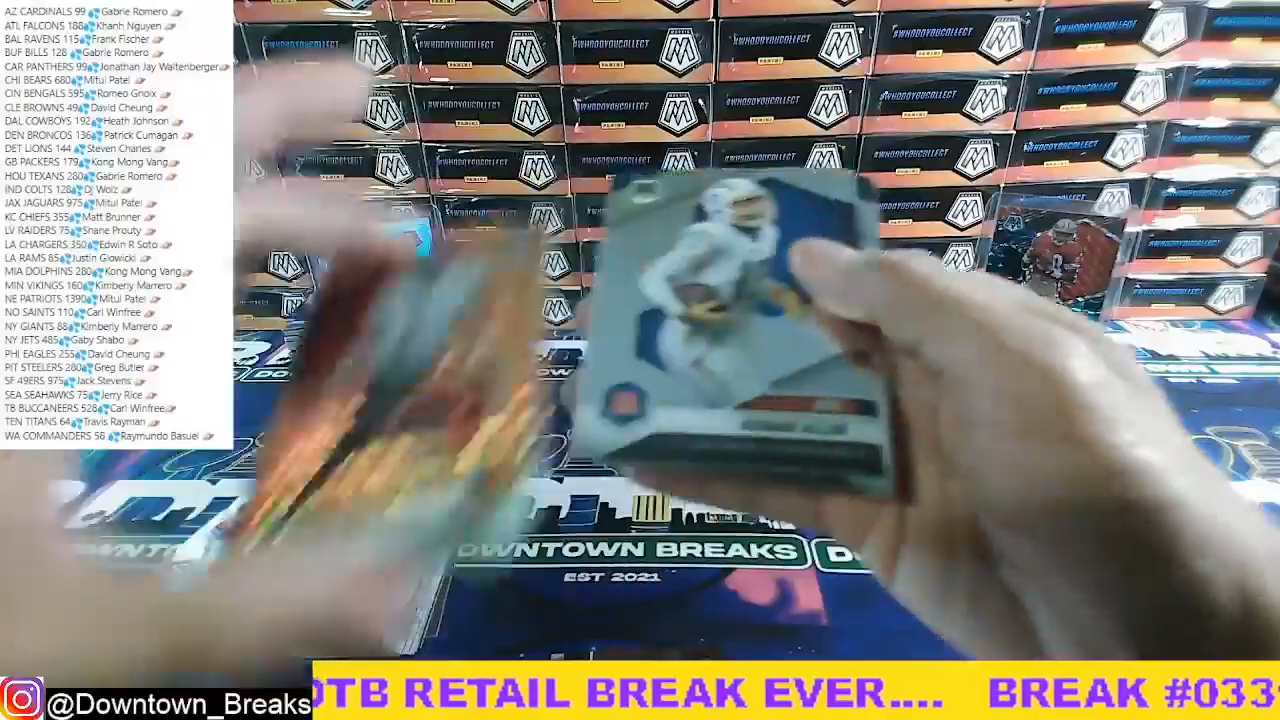 AZ CARDINALS 99 Gabrie Romero
ATL FALCONS 188 Khanh Nguyen
BAL RAVENS 115 Frank Fischer
BUF BILLS 128 Gabrie Romero
CAR PANTHERS 99 Jonathan Jay Waltenberger
CHI BEARS 680 Mitul Patel
CIN BENGALS 595 Romeo Gnoix
CLE BROWNS 49 David Cheung
DAL COWBOYS 192 Heath Johnson
DEN BRONCOS 136 Patrick Cumagan
DET LIONS 144 Steven Charles
GB PACKERS 179 Kong Mong Vang
HOU TEXANS 280 Gabrie Romero
IND COLTS 128 DJ Wolz
JAX JAGUARS 975 Mitul Patel
KC CHIEFS 355 Matt Brunner
LV RAIDERS 75 Shane Prouty
LA CHARGERS 350 Edwin R Soto
LA RAMS 85 Justin Glowicki
MIA DOLPHINS 280 Kong Mong Vang
MIN VIKINGS 160 Kimberly Marrero
NE PATRIOTS 1390 Mitul Patel
NO SAINTS 110 Carl Winfree
NY GIANTS 88 Kimberly Marrero
NY JETS 485 Gaby Shabo
PHI EAGLES 255 David Cheung
PIT STEELERS 280 Greg Butler
SF 49ERS 975 Jack Stevens
SEA SEAHAWKS 75 Jerry Rice
TB BUCCANEERS 528 Carl Winfree
TEN TITANS 64 Travis Rayman
WA COMMANDERS 58 Raymundo Basuel
#WHODOYOUCOLLECT
PANINI
DOWNTOWN BREAKS
EST 2021
@Downtown_Breaks
DTB RETAIL BREAK EVER.... BREAK #033